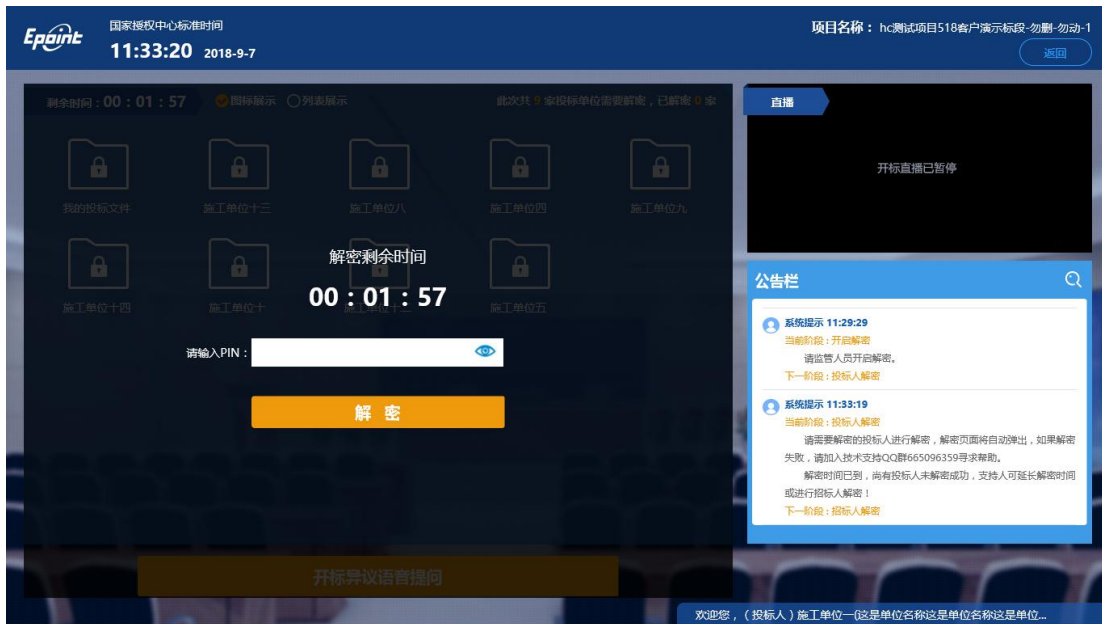 Epoint
国家授权中心标准时间
11:33:20 2018-9-7
项目名称：hc测试项目518客户演示标段-勿删-勿动-1
返回
剩余时间：00：01：57
图标展示 列表展示
此次共 9 家投标单位需要解密，已解密 0 家
我的投标文件 施工单位十三 施工单位八 施工单位四 施工单位九
施工单位十四 施工单位十 施工单位十二 施工单位五
解密剩余时间
00：01：57
请输入PIN：
解 密
开标异议语音提问
直播
开标直播已暂停
公告栏
系统提示 11:29:29
当前阶段：开启解密
请监管人员开启解密。
下一阶段：投标人解密
系统提示 11:33:19
当前阶段：投标人解密
请需要解密的投标人进行解密，解密页面将自动弹出，如果解密
失败，请加入技术支持QQ群665096359寻求帮助。
解密时间已到，尚有投标人未解密成功，支持人可延长解密时间
或进行招标人解密！
下一阶段：招标人解密
欢迎您，（投标人）施工单位一(这是单位名称这是单位名称这是单位...